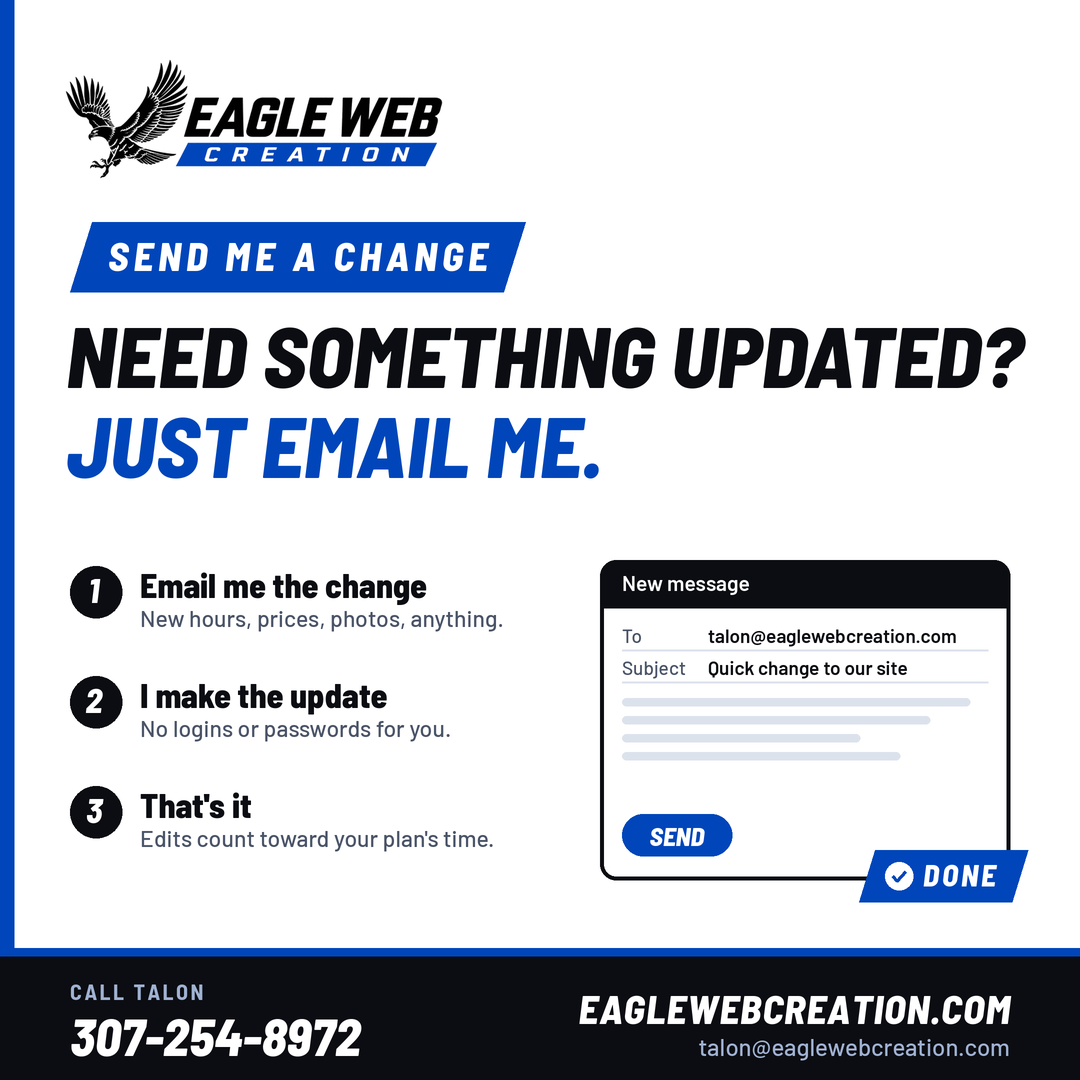 EAGLE WEB
CREATION
SEND ME A CHANGE
NEED SOMETHING UPDATED?
JUST EMAIL ME.
1
Email me the change
New hours, prices, photos, anything.
2
I make the update
No logins or passwords for you.
3
That's it
Edits count toward your plan's time.
New message
To talon@eaglewebcreation.com
Subject Quick change to our site
SEND
DONE
CALL TALON
307-254-8972
EAGLEWEBCREATION.COM
talon@eaglewebcreation.com